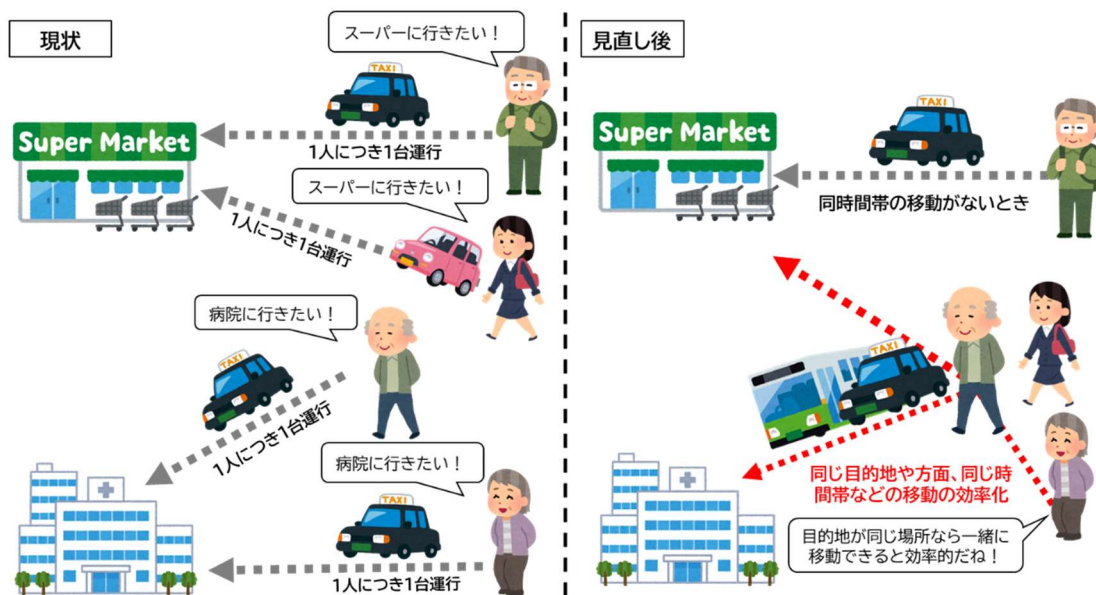 現状
スーパーに行きたい！
TAXI
Super Market
1人につき1台運行
スーパーに行きたい！
1人につき1台運行
病院に行きたい！
TAXI
1人につき1台運行
病院に行きたい！
TAXI
1人につき1台運行
見直し後
TAXI
Super Market
同時間帯の移動がないとき
TAXI
同じ目的地や方面、同じ時
間帯などの移動の効率化
目的地が同じ場所なら一緒に
移動できると効率的だね！